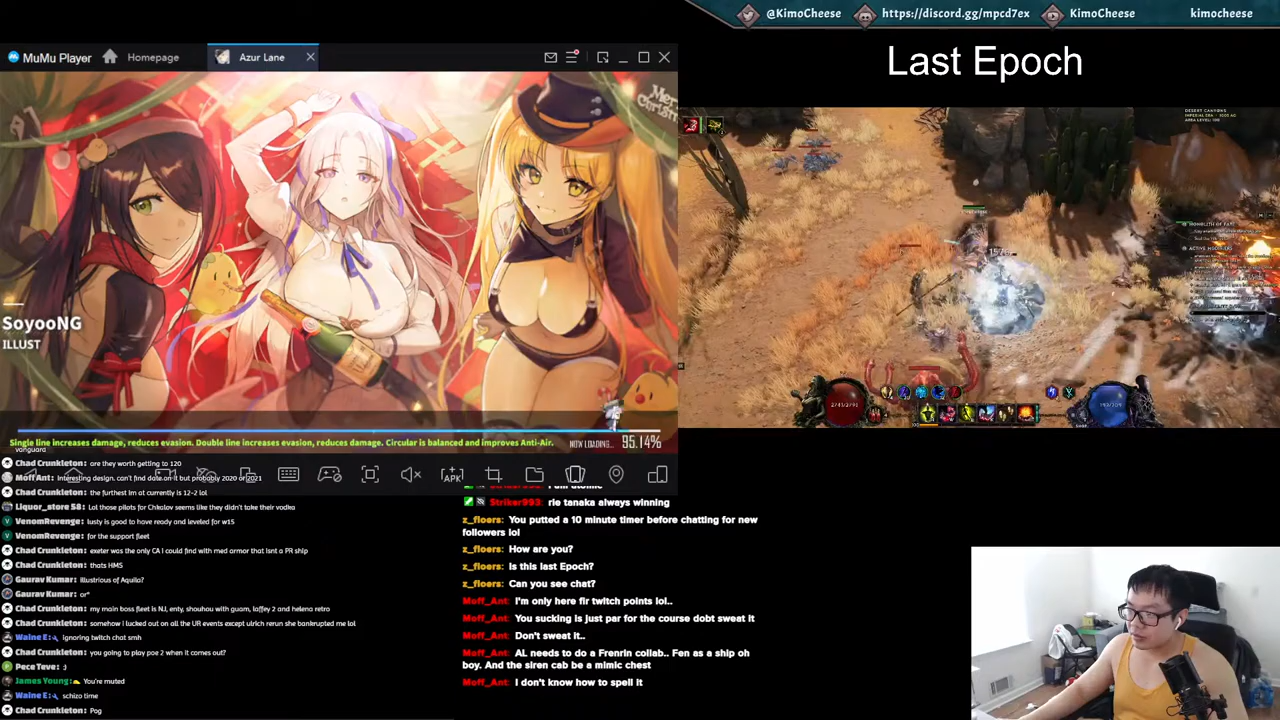 @KimoCheese
https://discord.gg/mpcd7ex
KimoCheese
kimocheese
MuMu Player
Homepage
Azur Lane
Last Epoch
Merry
Christmas
DESERT CANYONS
SoyooNG
ILLUST
Single line increases damage, reduces evasion. Double line increases evasion, reduces damage. Circular is balanced and improves Anti-Air.
NOW LOADING...
95.14%
APK
vanguard
Chad Crunkleton: are they worth getting to 120
Moff Ant: Interesting design, can't find date on it but probably 2020 or 2021
Chad Crunkleton: the furthest im at currently is 12-2 lol
Liquor_store 58: Lol those pilots for Chkalov seems like they didn't take their vodka
VenomRevenge: lusty is good to have ready and leveled for w15
VenomRevenge: for the support fleet
Chad Crunkleton: exeter was the only CA I could find with med armor that isnt a PR ship
Chad Crunkleton: thats HMS
Gaurav Kumar: Illustrious of Aquila?
Gaurav Kumar: or*
Chad Crunkleton: my main boss fleet is NJ, enty, shouhou with guam, laffey 2 and helena retro
Chad Crunkleton: somehow i lucked out on all the UR events except ulrich rerun she bankrupted me lol
Waine E: ignoring twitch chat smh
Chad Crunkleton: you going to play poe 2 when it comes out?
Pece Teve: :)
James Young: You're muted
Waine E: schizo time
Chad Crunkleton: Pog
$triker993: rie tanaka always winning
z_floers: You putted a 10 minute timer before chatting for new
followers lol
z_floers: How are you?
z_floers: Is this last Epoch?
z_floers: Can you see chat?
Moff_Ant: I'm only here fir twitch points lol..
Moff_Ant: You sucking is just par for the course dobt sweat it
Moff_Ant: Don't sweat it..
Moff_Ant: AL needs to do a Frenrin collab.. Fen as a ship oh
boy. And the siren cab be a mimic chest
Moff_Ant: I don't know how to spell it